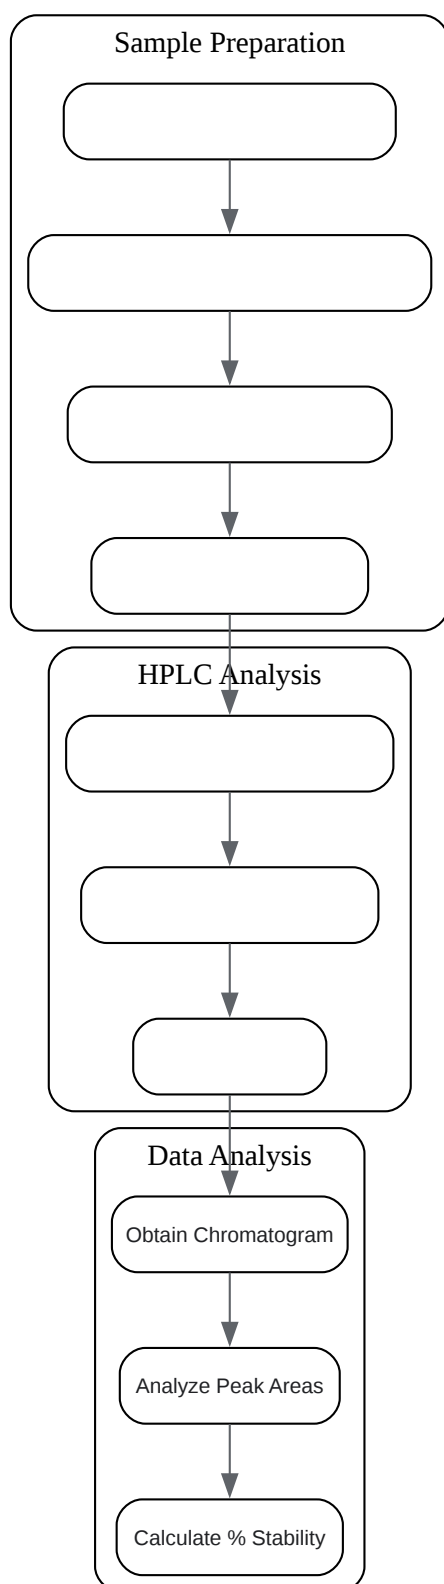 Sample Preparation
HPLC Analysis
Data Analysis
Obtain Chromatogram
Analyze Peak Areas
Calculate % Stability